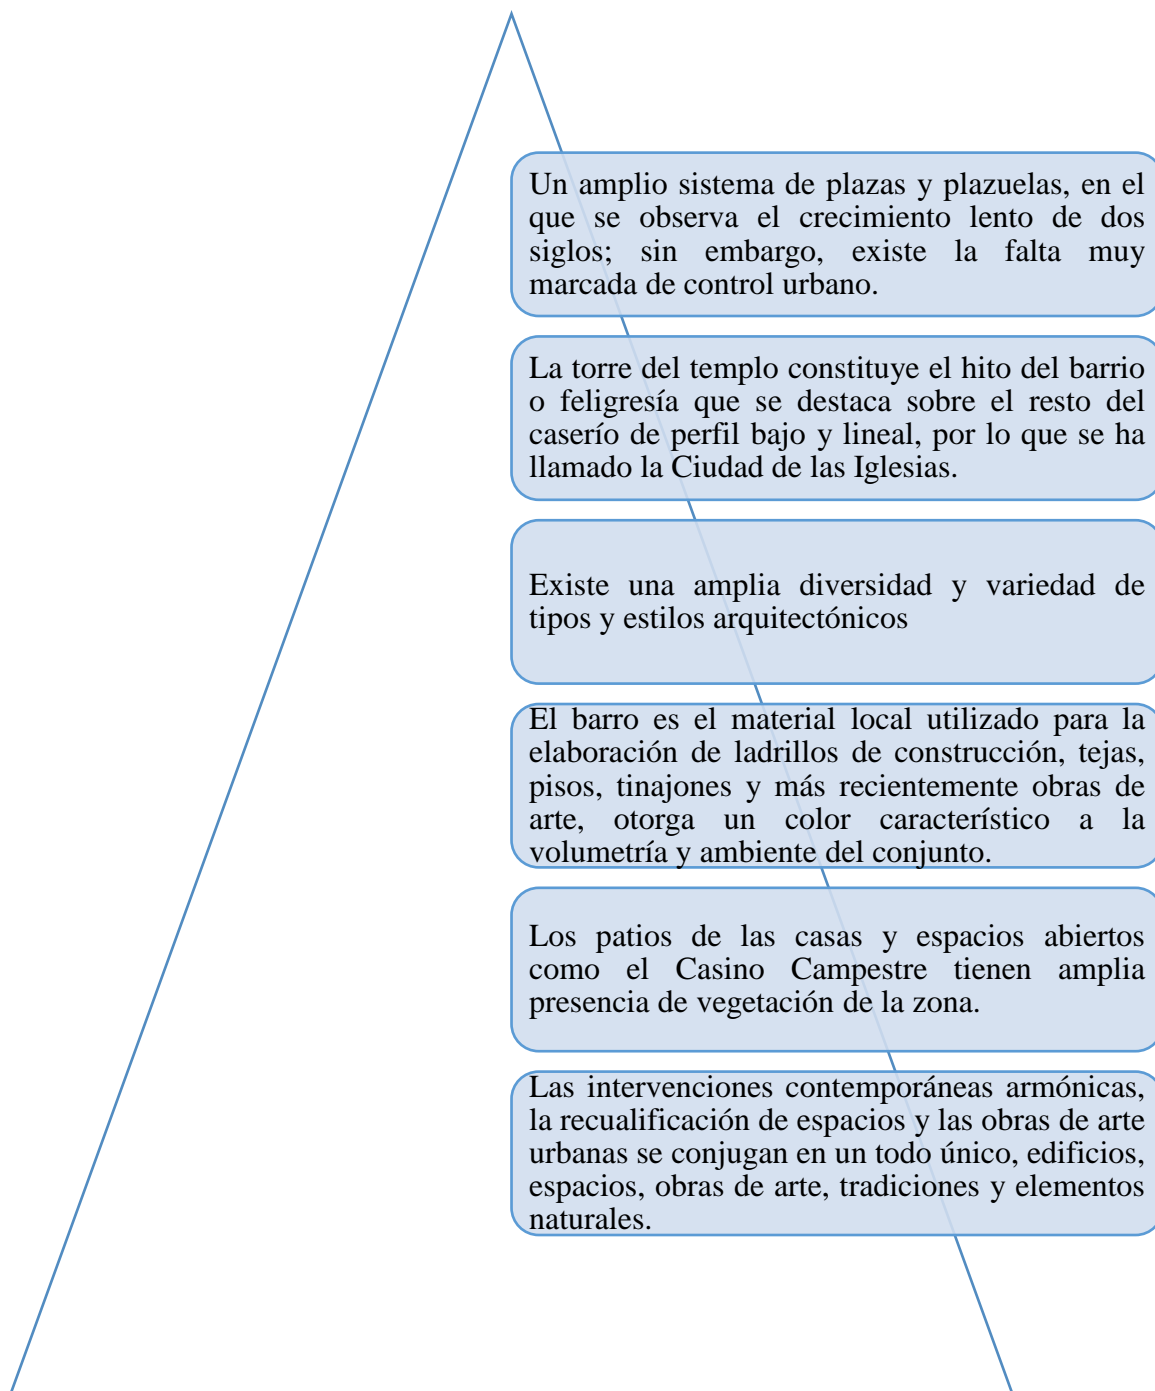 Un amplio sistema de plazas y plazuelas, en el
que se observa el crecimiento lento de dos
siglos; sin embargo, existe la falta muy
marcada de control urbano.
La torre del templo constituye el hito del barrio
o feligresía que se destaca sobre el resto del
caserío de perfil bajo y lineal, por lo que se ha
llamado la Ciudad de las Iglesias.
Existe una amplia diversidad y variedad de
tipos y estilos arquitectónicos
El barro es el material local utilizado para la
elaboración de ladrillos de construcción, tejas,
pisos, tinajones y más recientemente obras de
arte, otorga un color característico a la
volumetría y ambiente del conjunto.
Los patios de las casas y espacios abiertos
como el Casino Campestre tienen amplia
presencia de vegetación de la zona.
Las intervenciones contemporáneas armónicas,
la recualificación de espacios y las obras de arte
urbanas se conjugan en un todo único, edificios,
espacios, obras de arte, tradiciones y elementos
naturales.